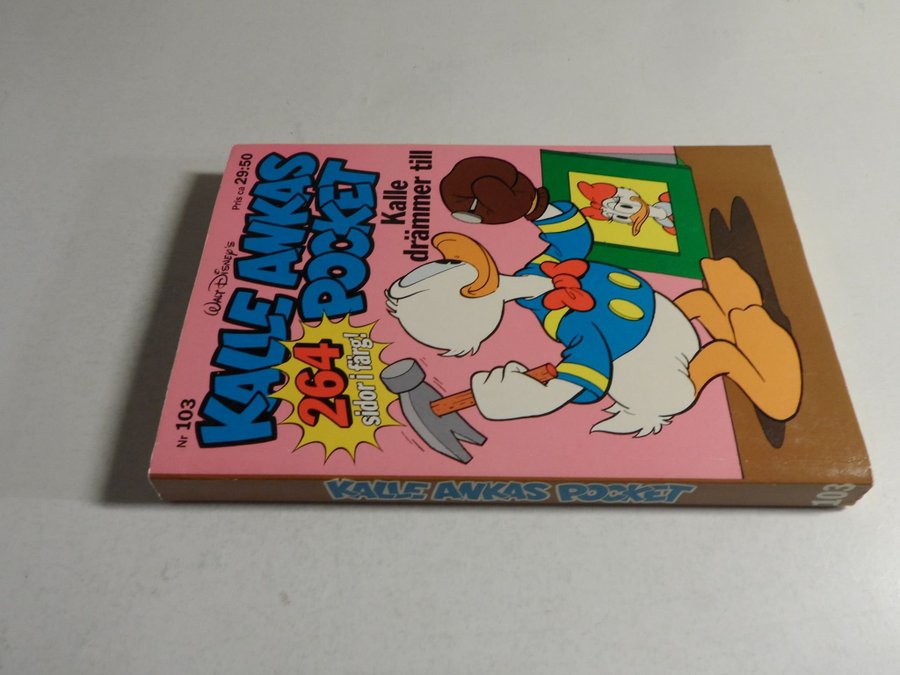 Nr 103
Walt Disney's
Pris ca 29:50
KALLE ANKAS
POCKET
264
sidor i färg!
Kalle
drämmer till
KALLE ANKAS POCKET
103